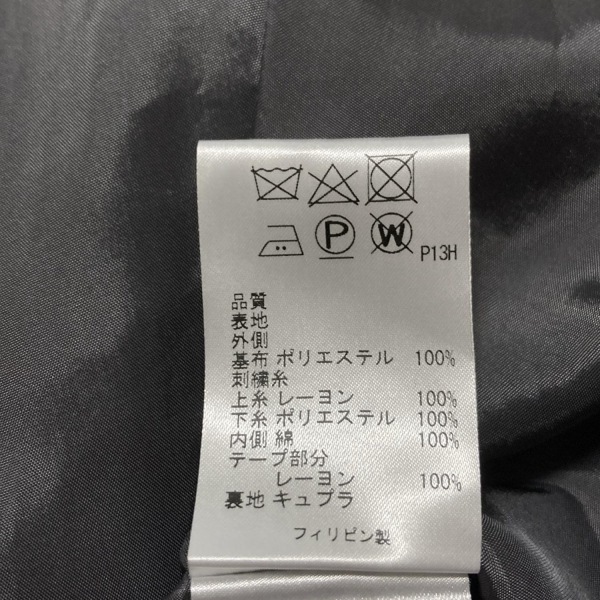 P W P13H
品質
表地
外側
基布 ポリエステル 100%
刺繍糸
上糸 レーヨン 100%
下糸 ポリエステル 100%
内側 綿 100%
テープ部分
レーヨン 100%
裏地 キュプラ
フィリピン製